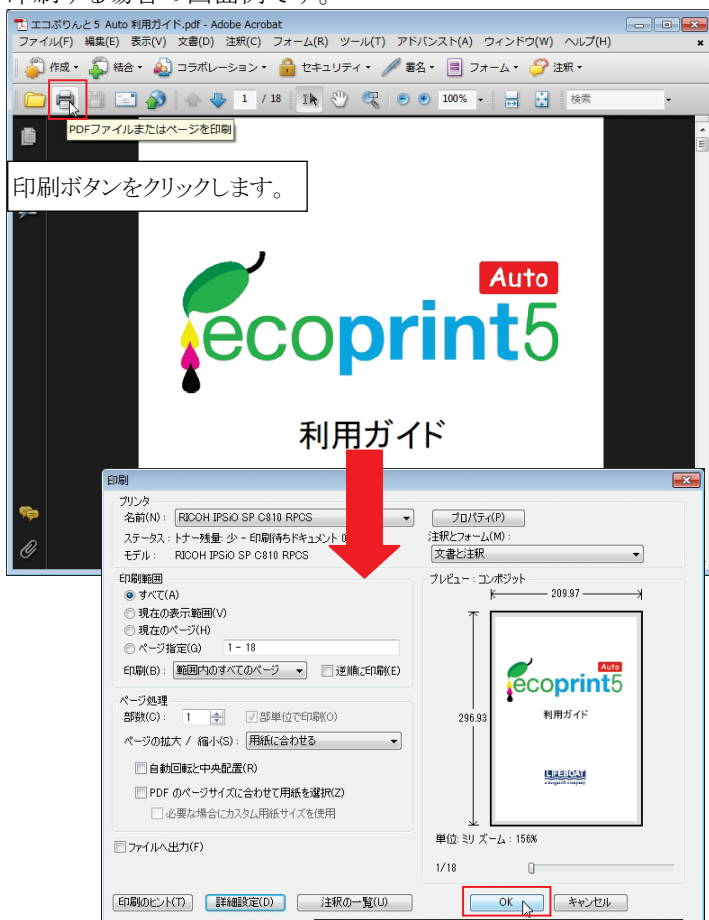 エコぷりんと5 Auto 利用ガイド.pdf - Adobe Acrobat
ファイル(F) 編集(E) 表示(V) 文書(D) 注釈(C) フォーム(R) ツール(T) アドバンスト(A) ウィンドウ(W) ヘルプ(H)
作成 結合 コラボレーション セキュリティ 署名 フォーム 注釈
1 / 18 100% 検索
PDFファイルまたはページを印刷
印刷ボタンをクリックします。
Auto
ecoprint5
利用ガイド
印刷
プリンタ
名前(N): RICOH IPSiO SP C810 RPCS プロパティ(P)
ステータス: トナー残量: 少 - 印刷待ちドキュメント 注釈とフォーム(M):
モデル: RICOH IPSiO SP C810 RPCS 文書と注釈
印刷範囲 プレビュー: コンポジット
すべて(A) 209.97
現在の表示範囲(V)
現在のページ(H)
ページ指定(G) 1 - 18
印刷(B): 範囲内のすべてのページ 逆順に印刷(E)
Auto
ecoprint5
ページ処理
部数(C): 1 部単位で印刷(O) 296.93 利用ガイド
ページの拡大 / 縮小(S): 用紙に合わせる
自動回転と中央配置(R)
LIFEBOAT
PDF のページサイズに合わせて用紙を選択(Z)
必要な場合にカスタム用紙サイズを使用
単位: ミリ ズーム: 156%
ファイルへ出力(F)
1/18
印刷のヒント(T) 詳細設定(D) 注釈の一覧(U) OK キャンセル